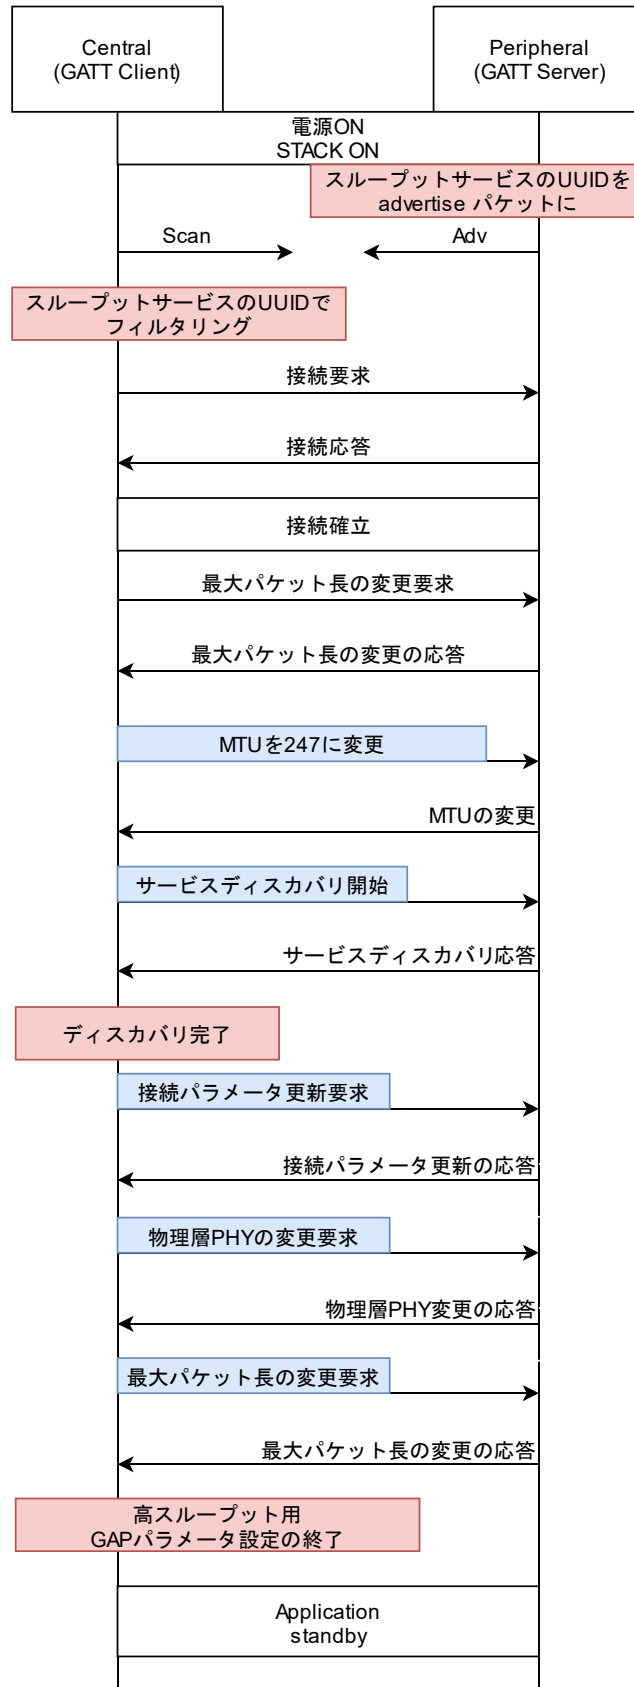 Central
(GATT Client)
Peripheral
(GATT Server)
電源ON
STACK ON
スループットサービスのUUIDを
advertise パケットに
Scan
Adv
スループットサービスのUUIDで
フィルタリング
接続要求
接続応答
接続確立
最大パケット長の変更要求
最大パケット長の変更の応答
MTUを247に変更
MTUの変更
サービスディスカバリ開始
サービスディスカバリ応答
ディスカバリ完了
接続パラメータ更新要求
接続パラメータ更新の応答
物理層PHYの変更要求
物理層PHY変更の応答
最大パケット長の変更要求
最大パケット長の変更の応答
高スループット用
GAPパラメータ設定の終了
Application
standby